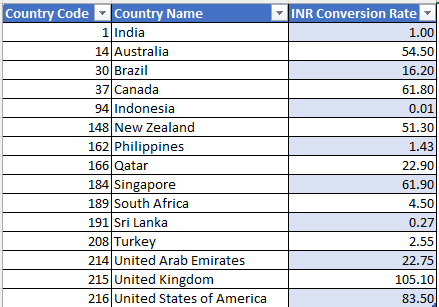 Country Code Country Name INR Conversion Rate
1 India 1.00
14 Australia 54.50
30 Brazil 16.20
37 Canada 61.80
94 Indonesia 0.01
148 New Zealand 51.30
162 Philippines 1.43
166 Qatar 22.90
184 Singapore 61.90
189 South Africa 4.50
191 Sri Lanka 0.27
208 Turkey 2.55
214 United Arab Emirates 22.75
215 United Kingdom 105.10
216 United States of America 83.50